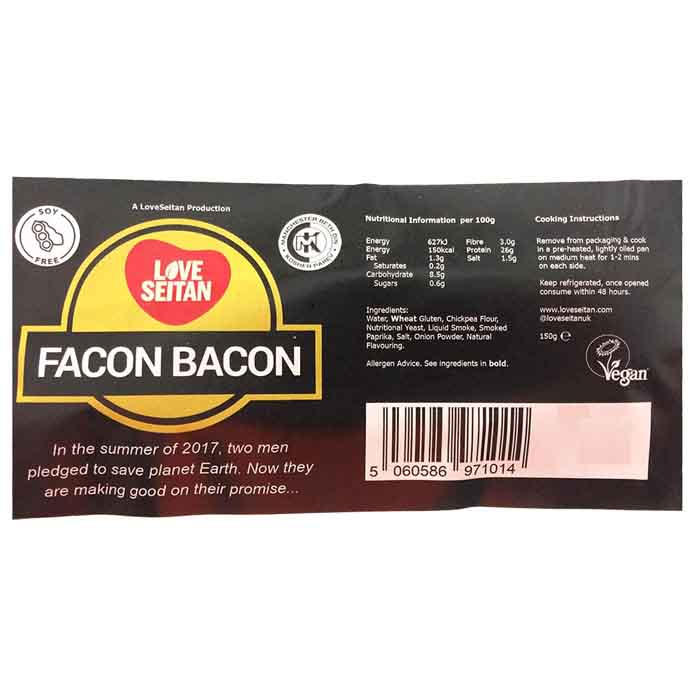 SOY
FREE
A LoveSeitan Production
LOVE
SEITAN
FACON BACON
MANCHESTER BETH DIN
MK
KOSHER PAREV
In the summer of 2017, two men
pledged to save planet Earth. Now they
are making good on their promise...
Nutritional Information per 100g
Energy 627kJ Fibre 3.0g
Energy 150kcal Protein 26g
Fat 1.3g Salt 1.5g
Saturates 0.2g
Carbohydrate 8.5g
Sugars 0.6g
Ingredients:
Water, Wheat Gluten, Chickpea Flour,
Nutritional Yeast, Liquid Smoke, Smoked
Paprika, Salt, Onion Powder, Natural
Flavouring.
Allergen Advice. See ingredients in bold.
Cooking Instructions
Remove from packaging & cook
in a pre-heated, lightly oiled pan
on medium heat for 1-2 mins
on each side.
Keep refrigerated, once opened
consume within 48 hours.
www.loveseitan.com
@loveseitanuk
150g ℮
Vegan
5 060586 971014